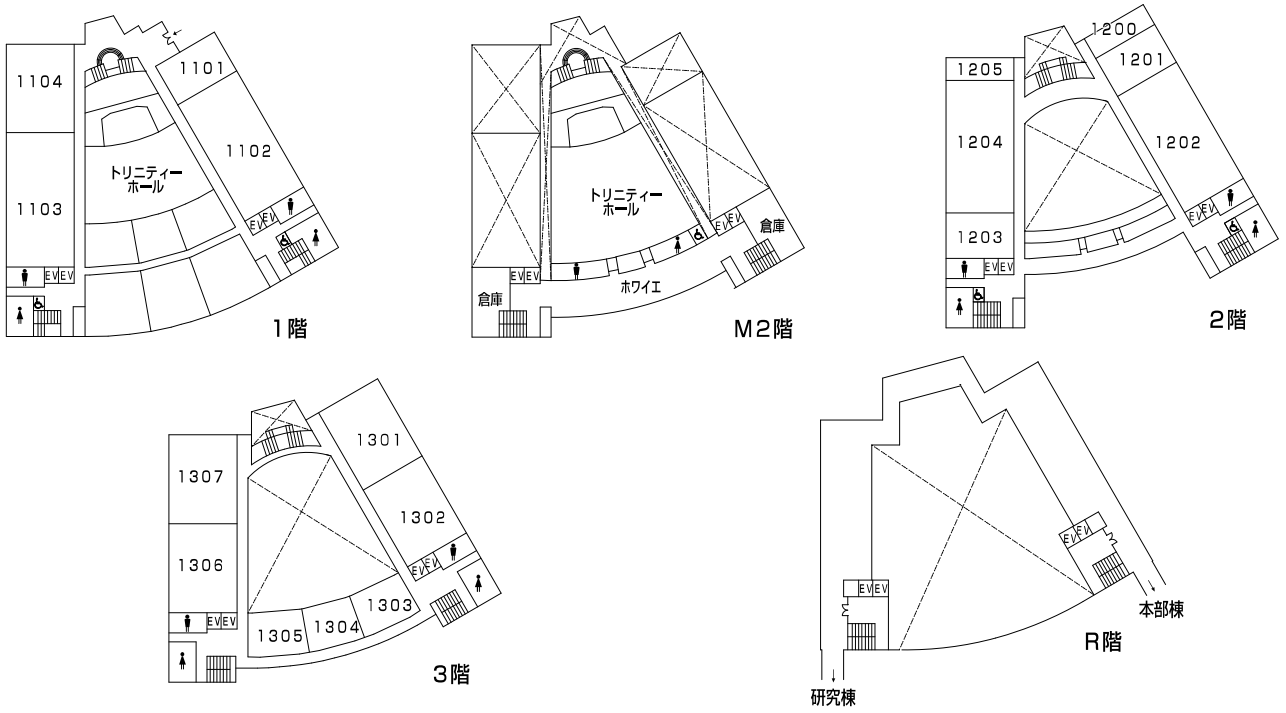 1101
1104
1102
トリニティー
ホール
1103
EV EV
EV EV
1階
トリニティー
ホール
倉庫
EV EV
EV EV
ホワイエ
倉庫
M2階
1200
1201
1205
1202
1204
1203
EV EV
EV EV
2階
1301
1307
1302
1306
EV EV
1303
1304
1305
EV EV
3階
EV EV
EV EV
本部棟
R階
研究棟